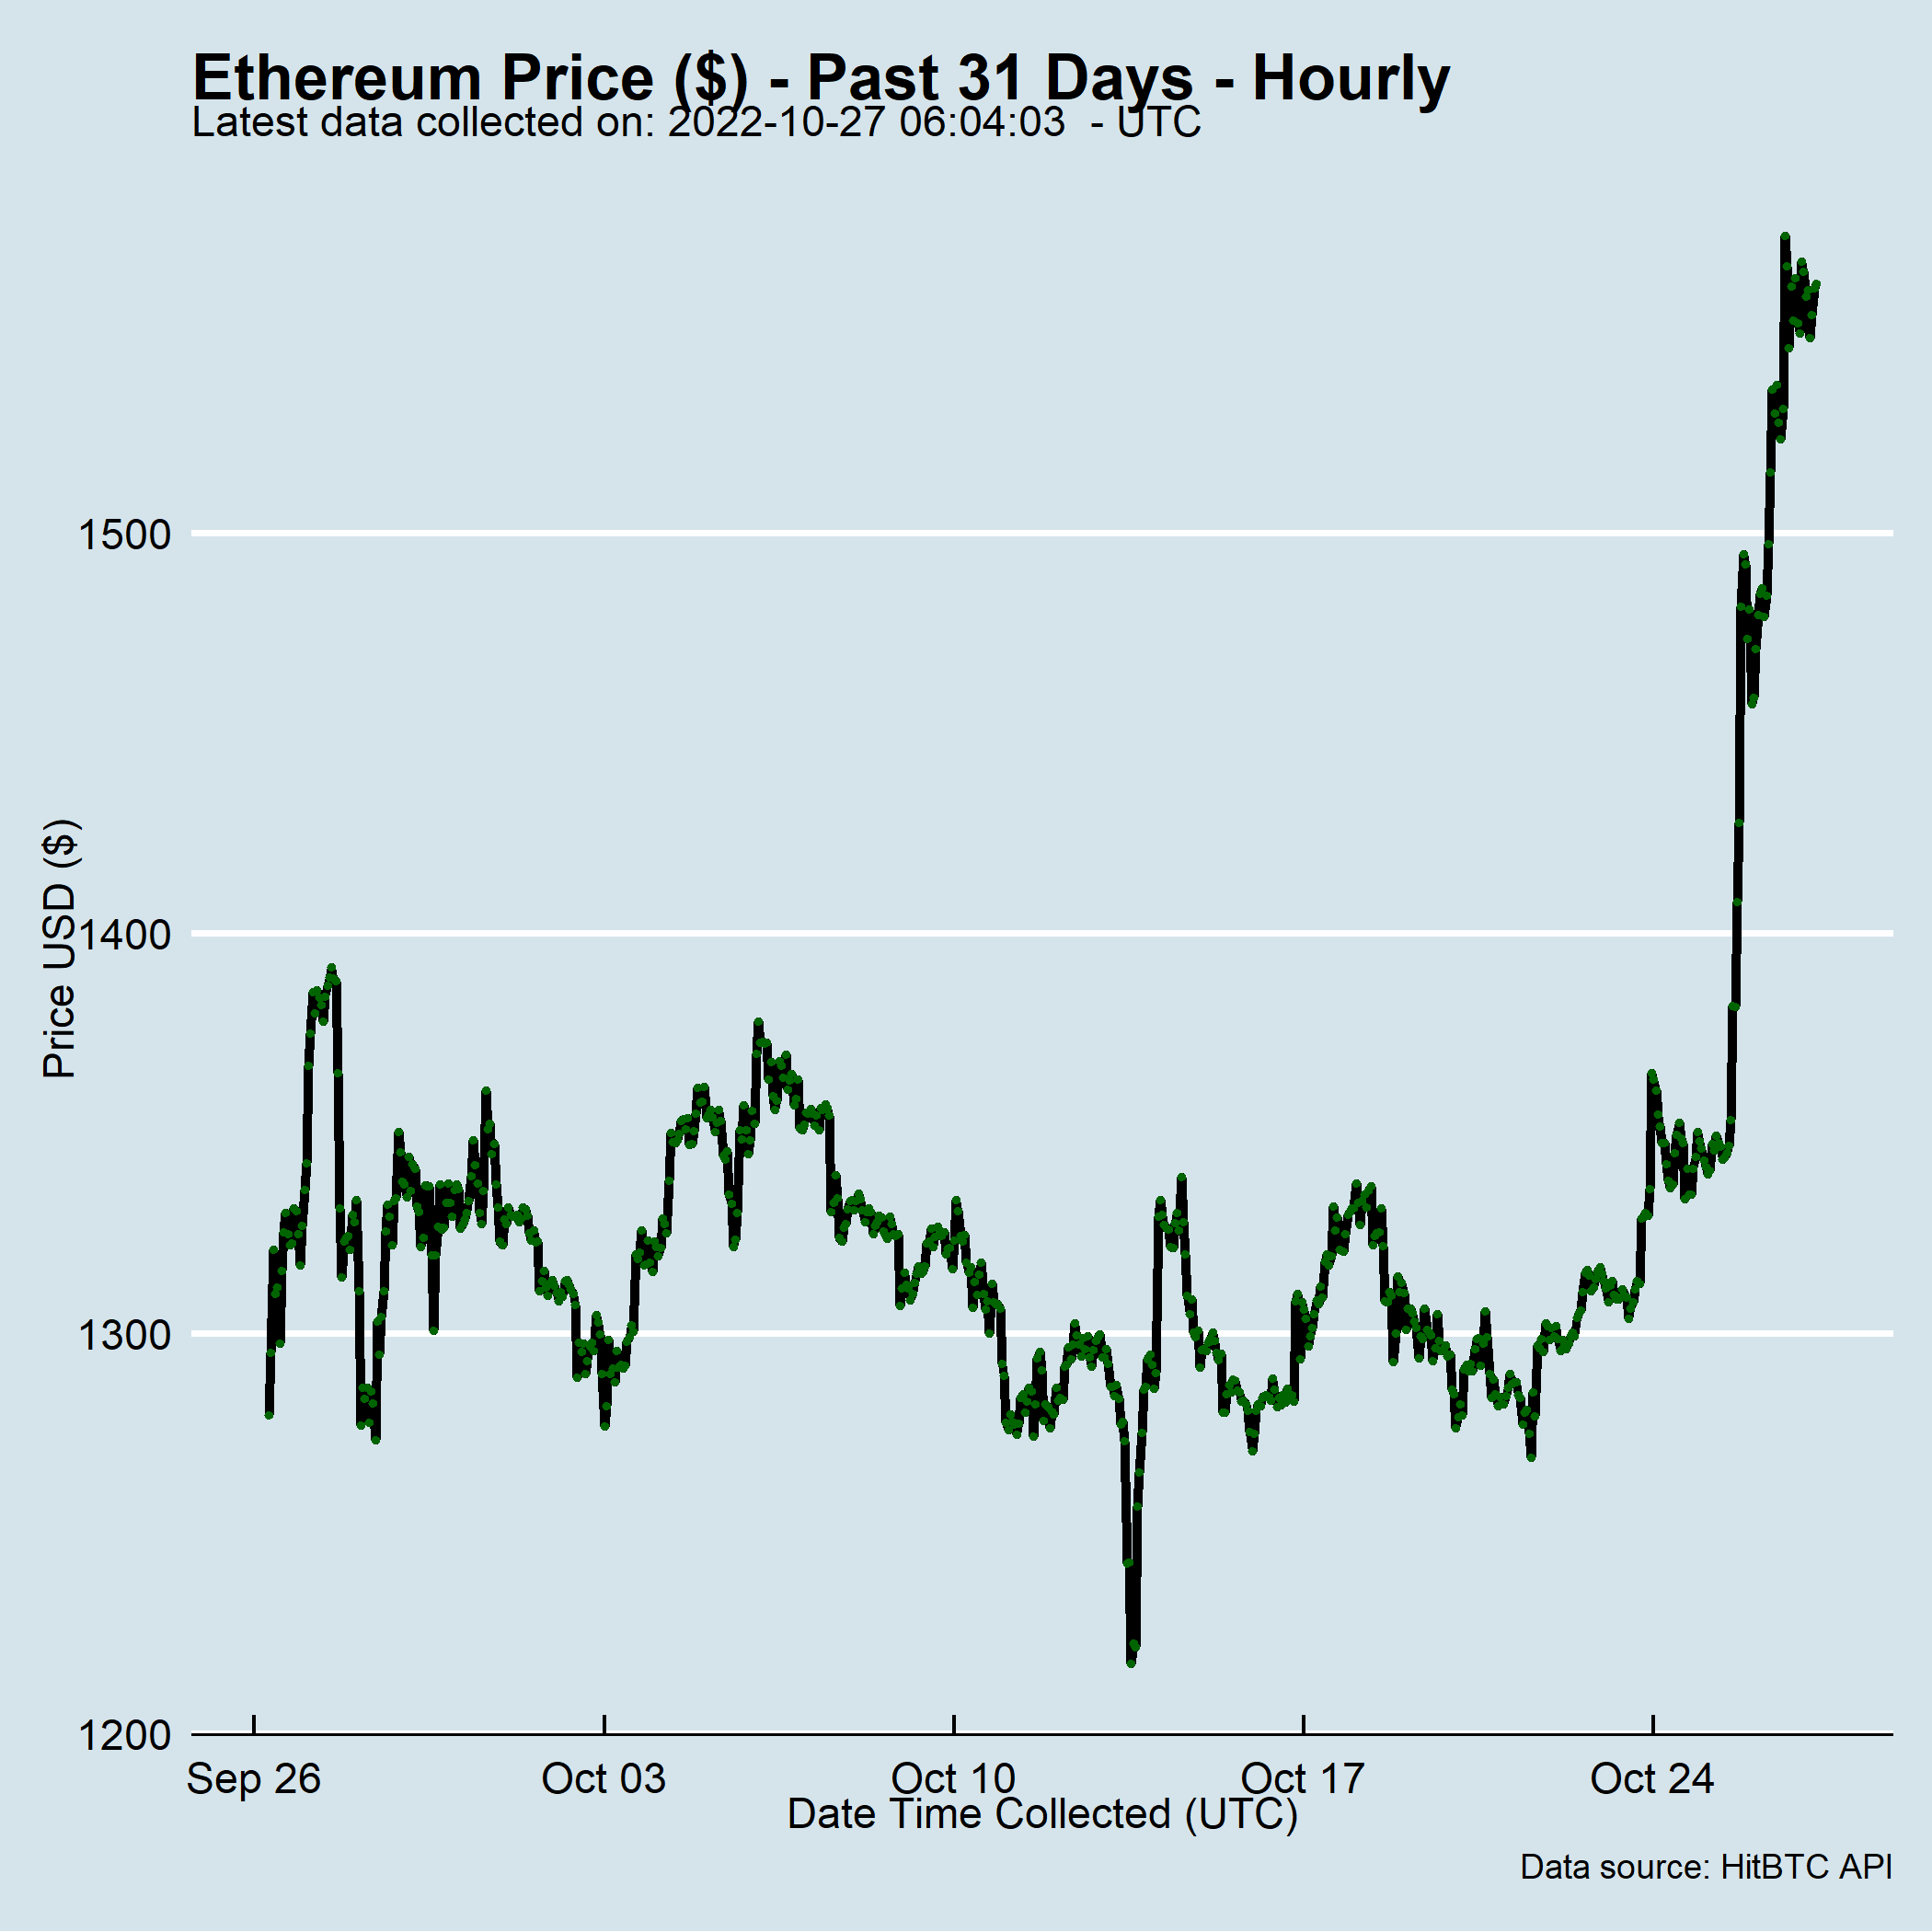 Ethereum Price ($) - Past 31 Days - Hourly
Latest data collected on: 2022-10-27 06:04:03  - UTC
Price USD ($)
1500
1400
1300
1200
Sep 26
Oct 03
Oct 10
Oct 17
Oct 24
Date Time Collected (UTC)
Data source: HitBTC API